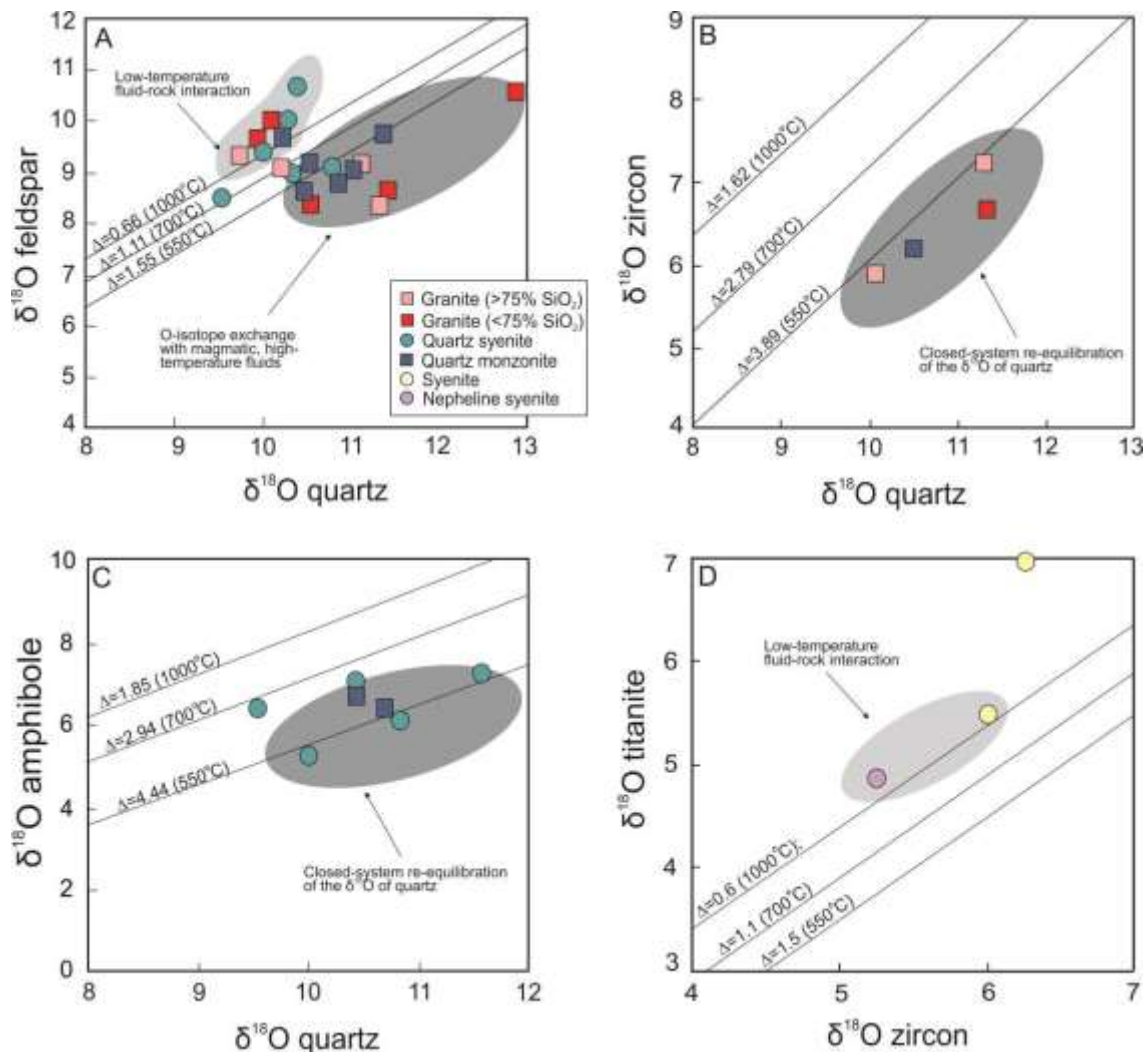 A
12
11
10
9
8
7
6
5
4
8
9
10
11
12
13
δ¹⁸O feldspar
δ¹⁸O quartz
Low-temperature
fluid-rock interaction
Δ=0.66 (1000°C)
Δ=1.11 (700°C)
Δ=1.55 (550°C)
O-isotope exchange
with magmatic, high-
temperature fluids
Granite (>75% SiO₂)
Granite (<75% SiO₂)
Quartz syenite
Quartz monzonite
Syenite
Nepheline syenite
B
9
8
7
6
5
4
8
9
10
11
12
13
δ¹⁸O zircon
δ¹⁸O quartz
Δ=1.62 (1000°C)
Δ=2.79 (700°C)
Δ=3.89 (550°C)
Closed-system re-equilibration
of the δ¹⁸O of quartz
C
10
8
6
4
2
0
8
9
10
11
12
δ¹⁸O amphibole
δ¹⁸O quartz
Δ=1.85 (1000°C)
Δ=2.94 (700°C)
Δ=4.44 (550°C)
Closed-system re-equilibration
of the δ¹⁸O of quartz
D
7
6
5
4
3
4
5
6
7
δ¹⁸O titanite
δ¹⁸O zircon
Low-temperature
fluid-rock interaction
Δ=0.6 (1000°C)
Δ=1.1 (700°C)
Δ=1.5 (550°C)